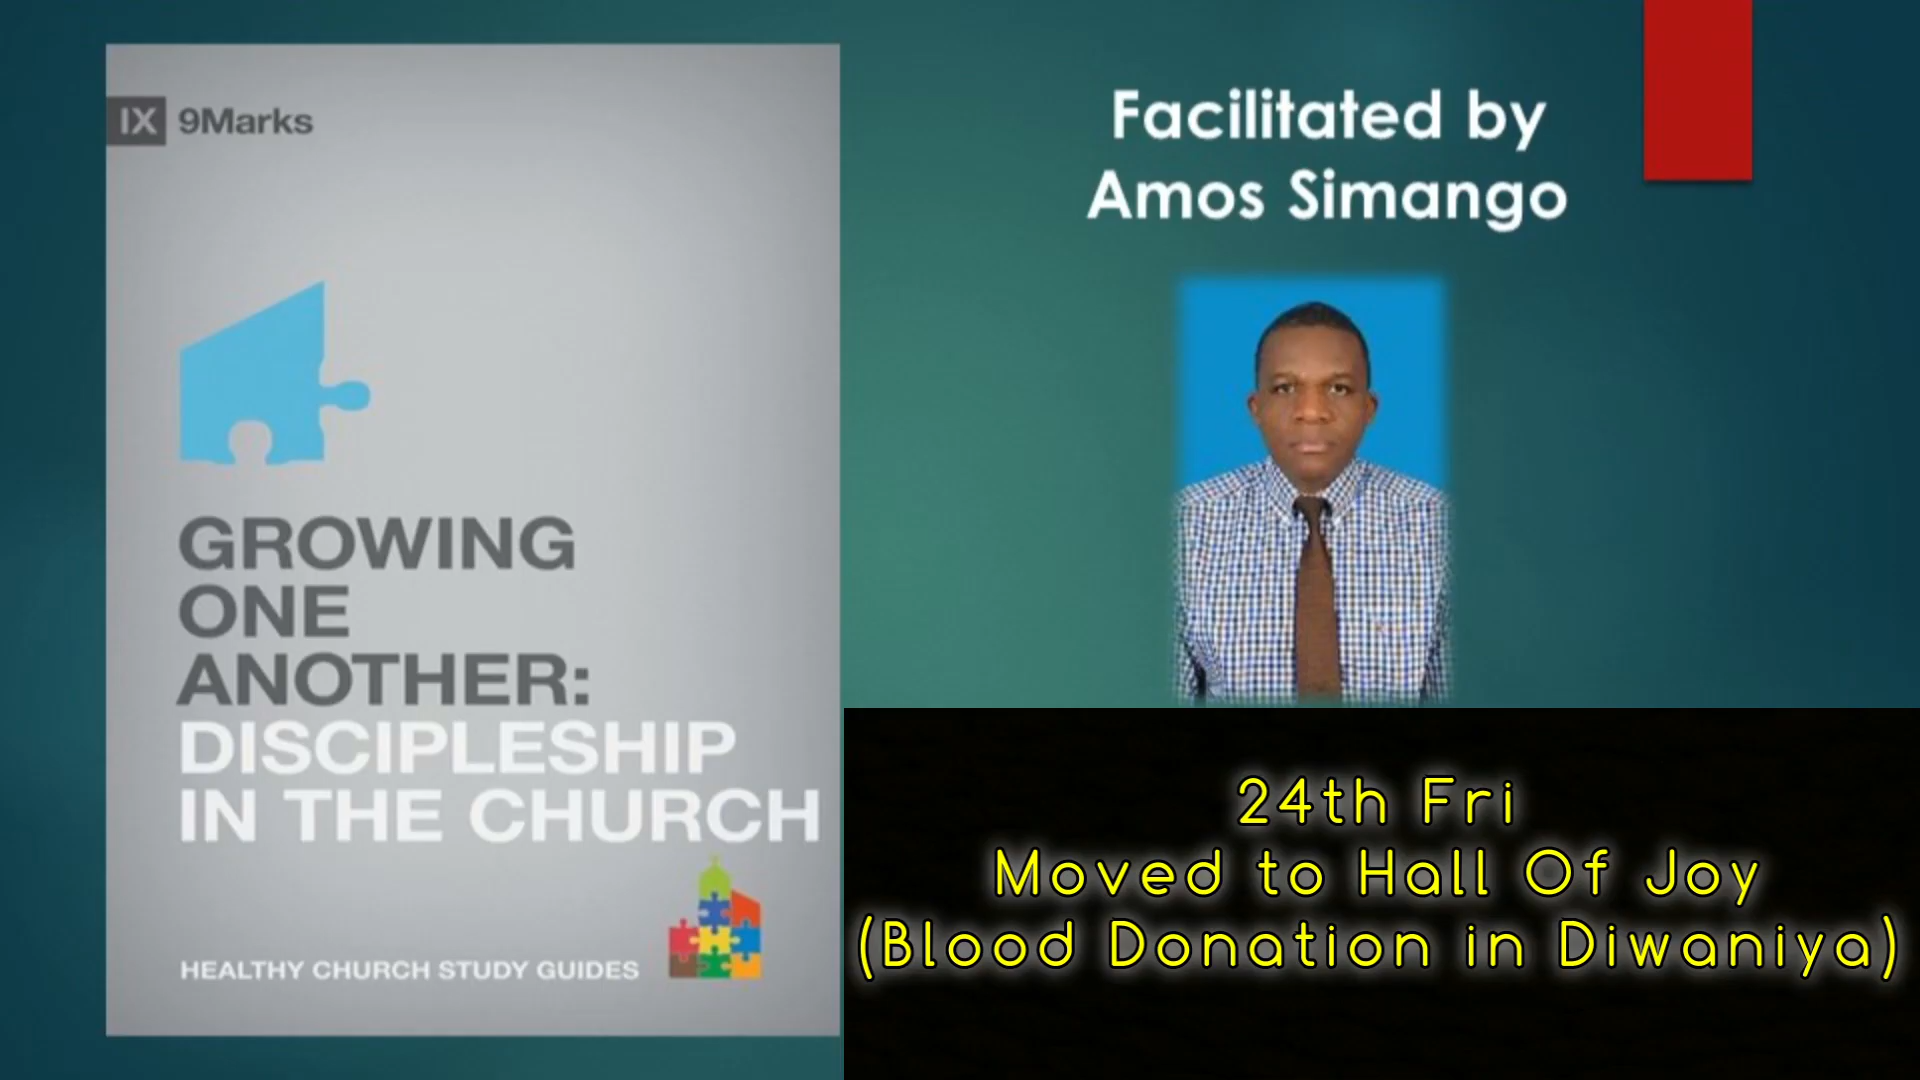 IX 9Marks
GROWING
ONE
ANOTHER:
DISCIPLESHIP
IN THE CHURCH
HEALTHY CHURCH STUDY GUIDES
Facilitated by
Amos Simango
24th Fri
Moved to Hall Of Joy
(Blood Donation in Diwaniya)